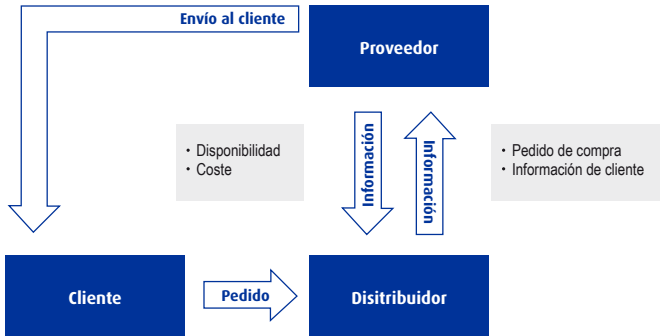 Envío al cliente
Proveedor
· Disponibilidad
· Coste
Información
Información
· Pedido de compra
· Información de cliente
Cliente
Pedido
Disitribuidor